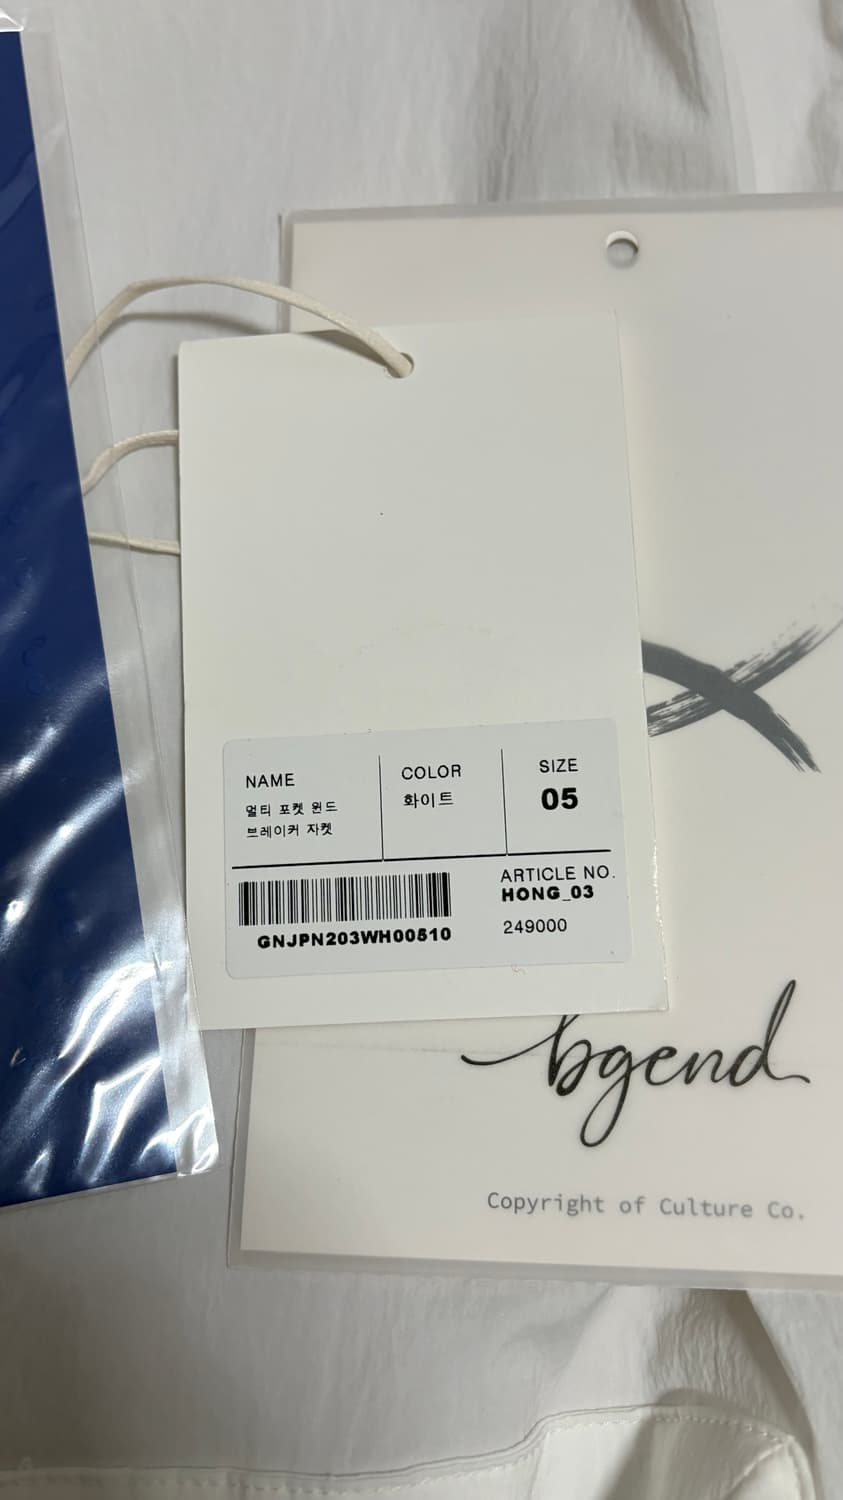 NAME
멀티 포켓 윈드
브레이커 자켓
COLOR
화이트
SIZE
05
ARTICLE NO.
HONG_03
249000
GNJPN203WH00510
bgend
Copyright of Culture Co.